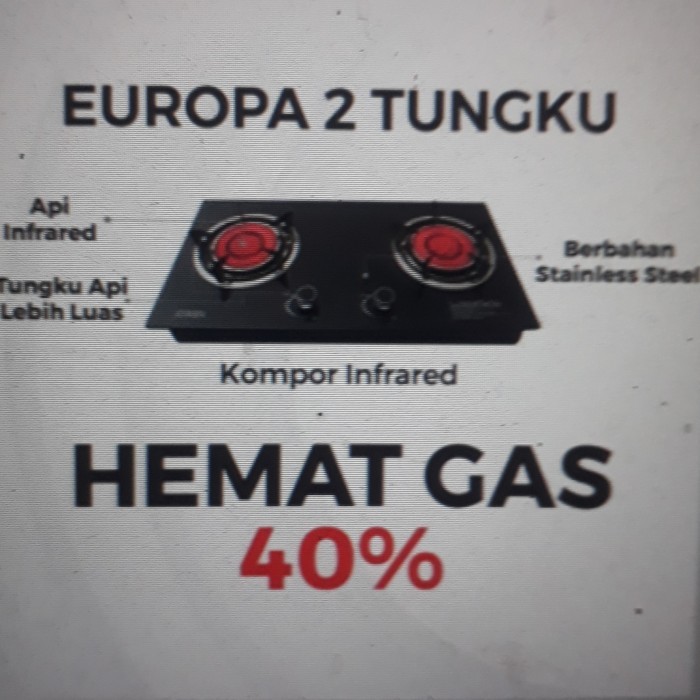 EUROPA 2 TUNGKU
Api
Infrared
Tungku Api
Lebih Luas
Berbahan
Stainless Steel
Kompor Infrared
HEMAT GAS
40%